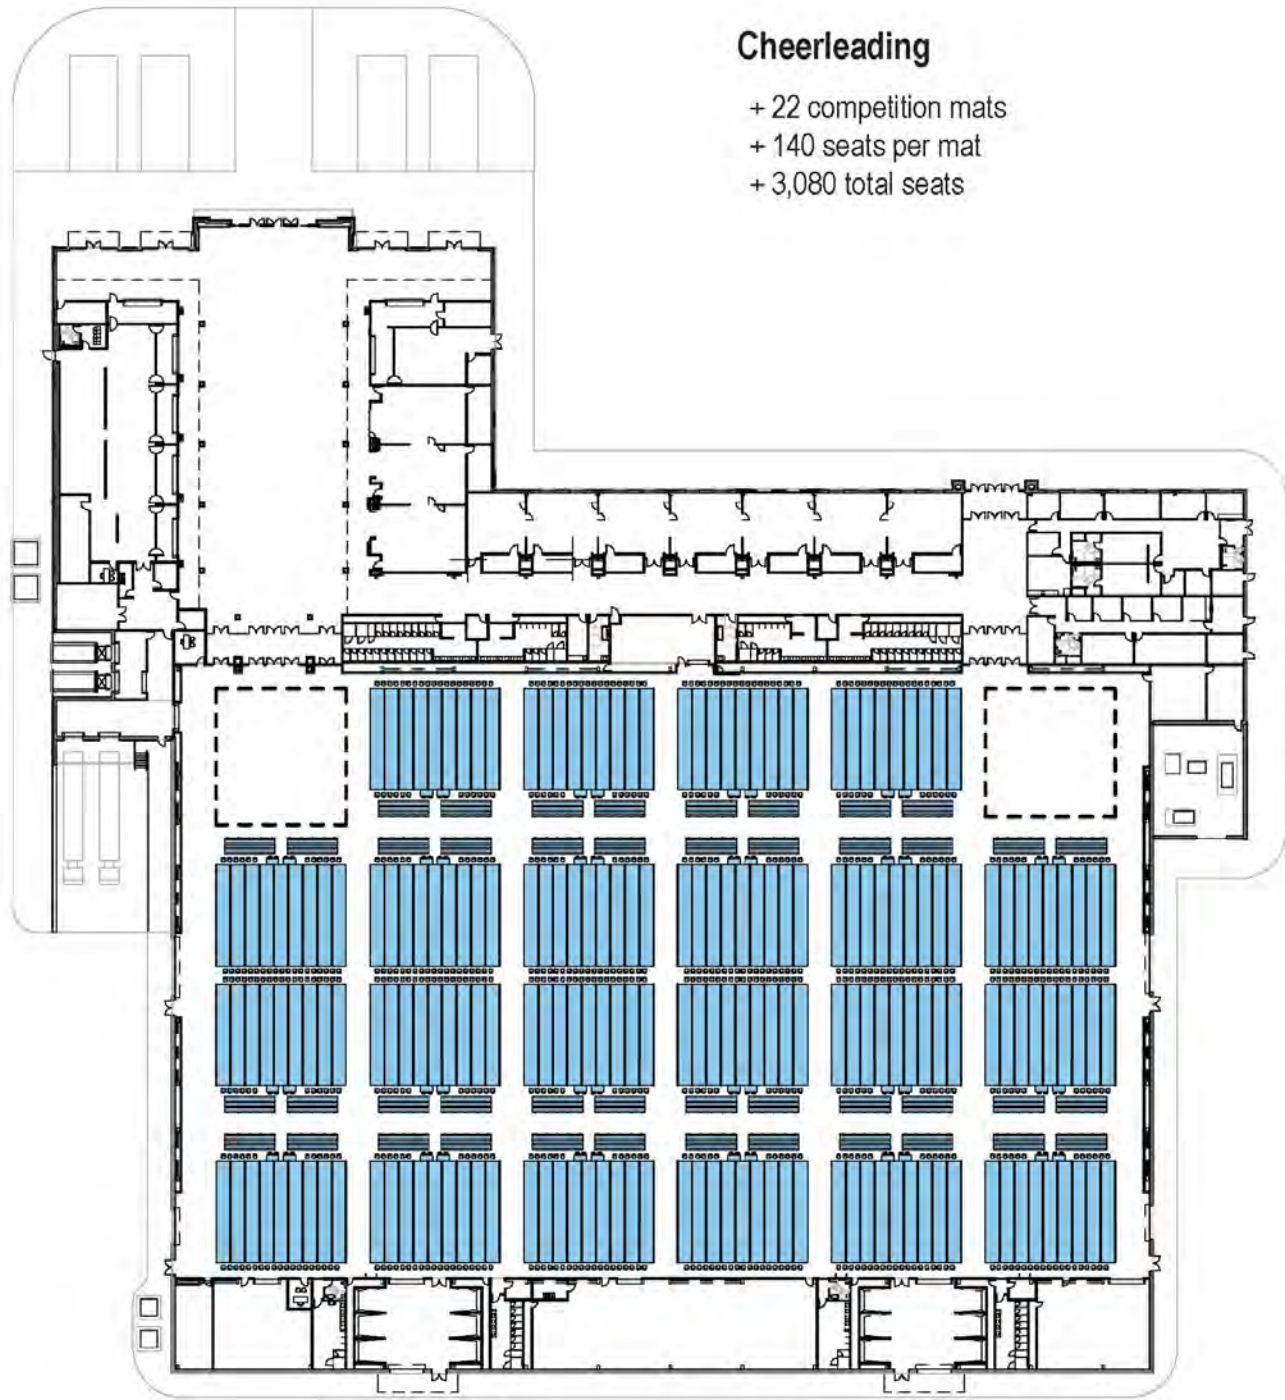 Cheerleading
+ 22 competition mats
+ 140 seats per mat
+ 3,080 total seats